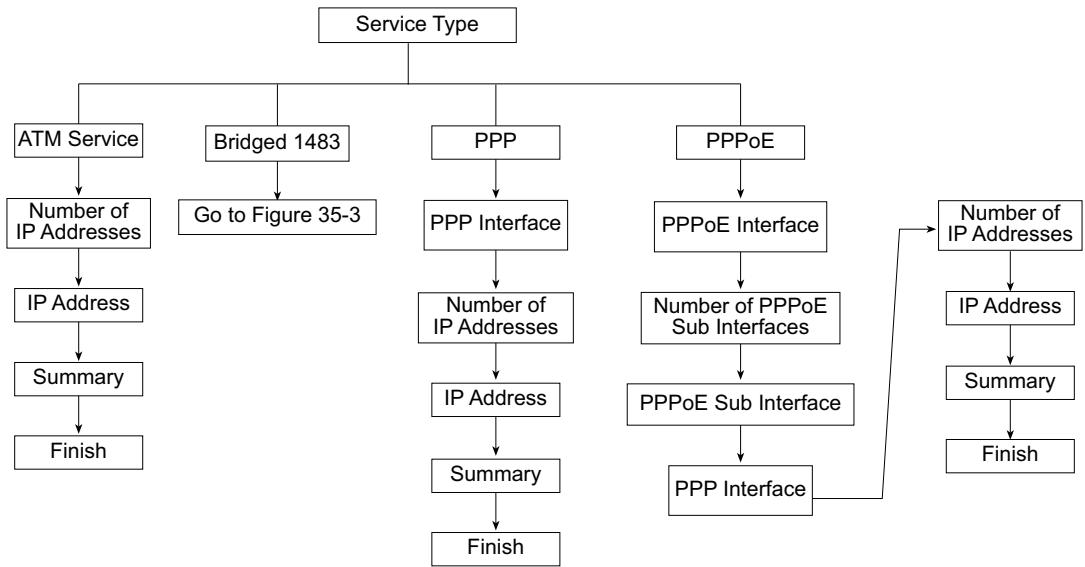 Service Type
ATM Service
Number of
IP Addresses
IP Address
Summary
Finish
Bridged 1483
Go to Figure 35-3
PPP
PPP Interface
Number of
IP Addresses
IP Address
Summary
Finish
PPPoE
PPPoE Interface
Number of PPPoE
Sub Interfaces
PPPoE Sub Interface
PPP Interface
Number of
IP Addresses
IP Address
Summary
Finish